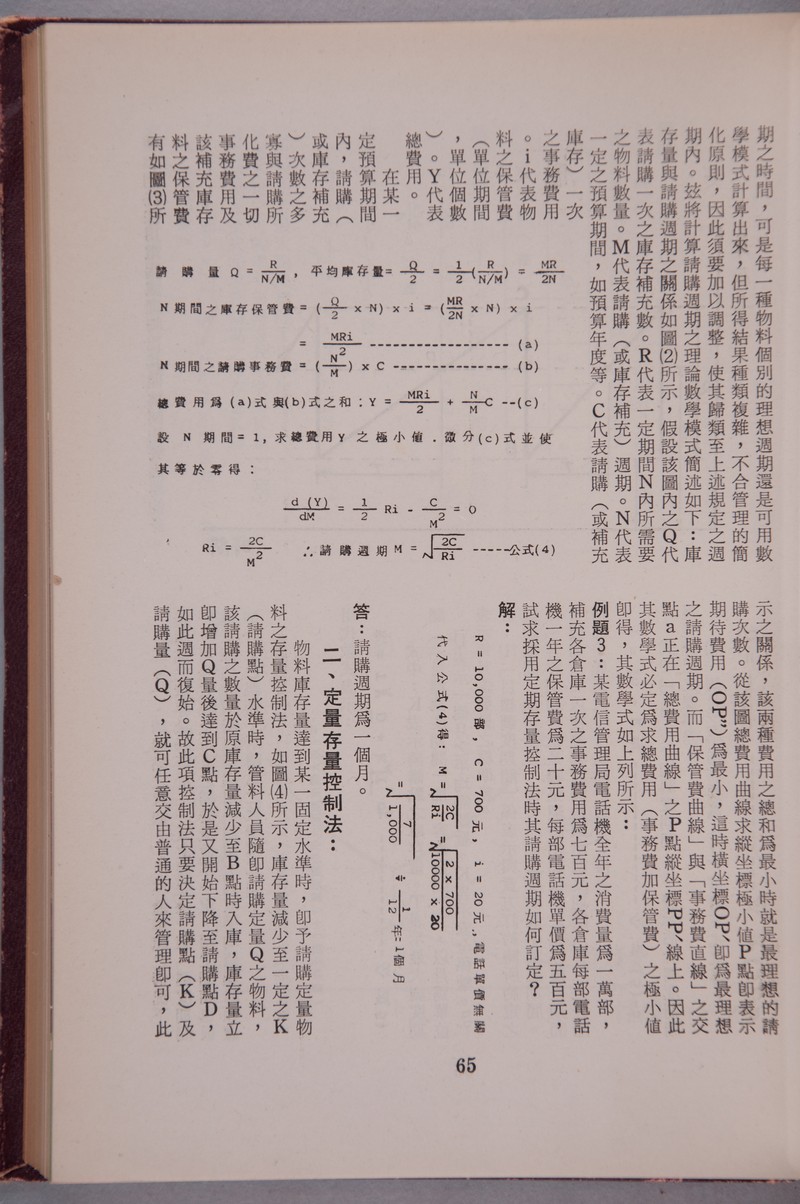 期之時間，可是每一種物料個別的理想週期還是可用數
學模式計算出來，但所得結果種類複雜，不合管理的簡
化原則，因此須要加以調整，使其歸類至上述規定之週
期內。玆將計算請購週期之理論數學模式簡述如下：庫
存量與請購週期之關係如圖⑵所示，假設該圖內之Q代
表請購一次之庫存補充數。R代表一定期間N內所需要
之物料數量。M代表請購（或庫存補充）週期。N代表
一定之預算期間，如預算年度等。C代表請購（或補充
庫存）一次
之事務費用
。i代表物
料之保管費
（單位期間
，單位個數
）。Y代表
總費用。
在某一
定預算期間
內，請購（
或庫存補充
）次數之多
寡與請購所
化費之一切
事務費用及
該補充庫存
料之保管費
有如圖⑶所
請 購 量 Q = R/(N/M) , 平均庫存量= Q/2 = 1/2 (R/(N/M)) = MR/2N
N 期間之庫存保管費 = (Q/2 x N) x i = (MR/2N x N) x i
= MRi/2 ------------------ (a)
N 期間之請購事務費 = (N/M) x C --------------- (b)
總費用爲 (a)式與(b)式之和：Y = MRi/2 + N/M C --(c)
設 N 期間=1, 求總費用Y 之極小值．微分(c)式並使
其等於零得：
d (Y)/dM = 1/2 Ri - C/M² = 0
Ri = 2C/M² ∴請購週期M = √(2C/Ri) -----公式(4)
示之關係，該兩種費用之總和爲最小時就是最理想的請
購次數。從該圖總費用曲線求縱坐標極小值P點卽表示
期待費用（OP"）爲最小，這時橫坐標OP'卽爲最理想
之請購週期。而「保管費曲線」與「事務費直線」之交
點a正在「總費用曲線」之P點縱坐標PP'線上。因此
其數學式必定爲求總費用（事務費加保管費）之極小値
卽得，其數學式如上列所示：
例題3：某電信管理局電話機全年之消費量爲一萬部，
補充各倉庫一次之事務費用爲七百元，各倉庫每部電話
機一年之保管費爲二十元，每部電話機單價爲五百元，
試求採用定期存量控制法時其請購週期如何訂定？
解：
R = 10,000 部， C = 700 元， i = 20 元，電話單價無關
代入公式(4)得： M = √(2C/Ri) = √(2 x 700/10000 x 20)
= √(7/1,000) ≑ 1/12 年=1個月
答：請購週期爲一個月。
二、定量存量控制法：
物料庫存量達到某一固定水準時，卽予請購定量物
料之存量控制法，如圖⑷所示，庫存量減少至一定之K
（請購點）水準時，管料人員隨卽請購定量Q之物料，
該請購之數量於原庫存量減少至B點時入庫，庫存量立
卽增加Q量後達到C點，於是又開始下降至請購點D，
如此週而復始。故此項控制法只要決定請購點（K）及
請購量（Q），就可任意交由普通的人來管理卽可，此
65